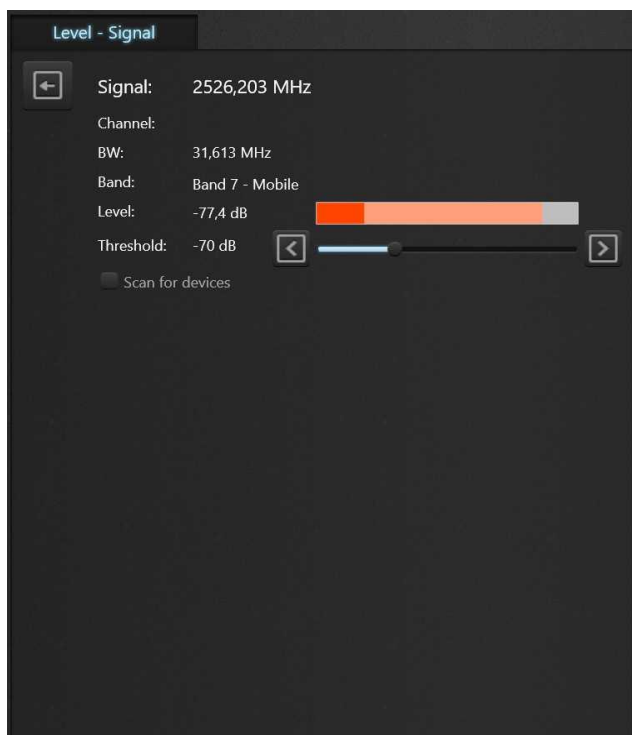 Level - Signal
Signal: 2526,203 MHz
Channel:
BW: 31,613 MHz
Band: Band 7 - Mobile
Level: -77,4 dB
Threshold: -70 dB
Scan for devices